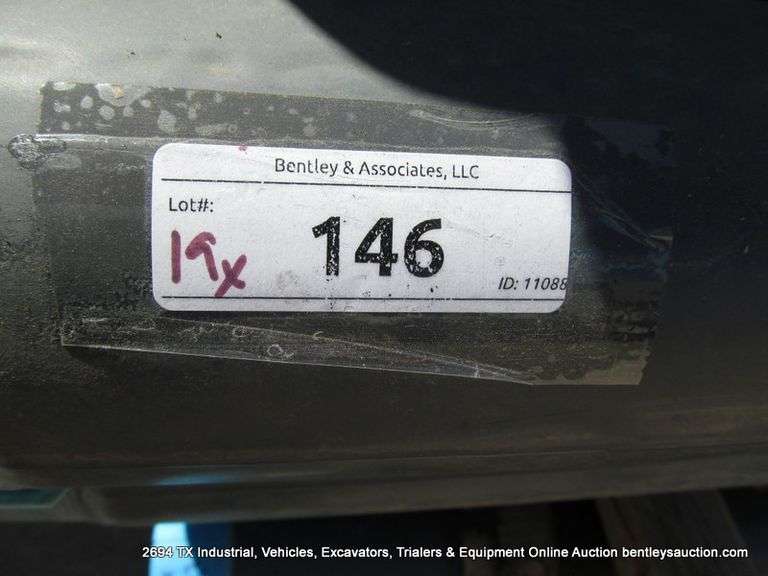 Bentley & Associates, LLC
Lot#:
146
19x
ID: 11088
2694 TX Industrial, Vehicles, Excavators, Trialers & Equipment Online Auction bentleysauction.com